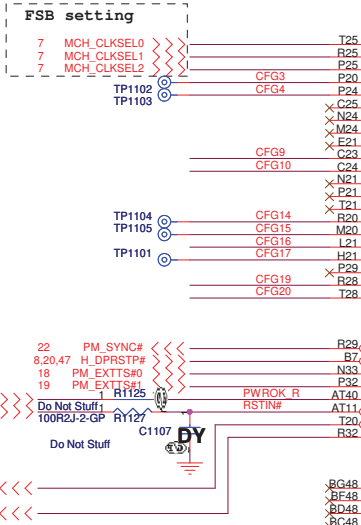 FSB setting
7 MCH_CLKSEL0 T25
R25
7 MCH_CLKSEL1 P25
7 MCH_CLKSEL2 CFG3 P20
TP1102 CFG4 P24
TP1103 C25
N24
M24
E21
CFG9 C23
CFG10 C24
N21
P21
T21
TP1104 CFG14 R20
TP1105 CFG15 M20
CFG16 L21
TP1101 CFG17 H21
P29
CFG19 R28
CFG20 T28
22 PM_SYNC# R29
8,20,47 H_DPRSTP# B7
18 PM_EXTTS#0 N33
19 PM_EXTTS#1 P32
1 R1125 PWROK_R AT40
Do Not Stuff 1 RSTIN# AT11
100R2J-2-GP R1127 T20
C1107 DY R32
Do Not Stuff
BG48
BF48
BD48
BC48